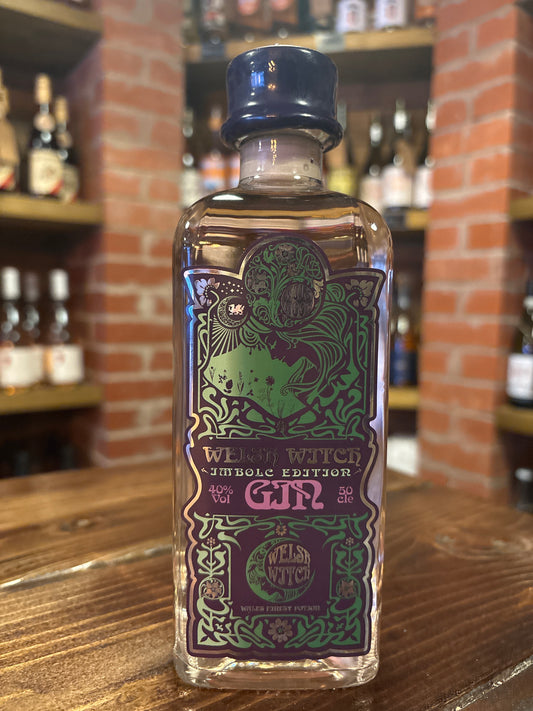 WELSH WITCH
IMBOLC EDITION
40% Vol
GIN
50 cle
WELSH
WITCH
WALES FINEST POTION